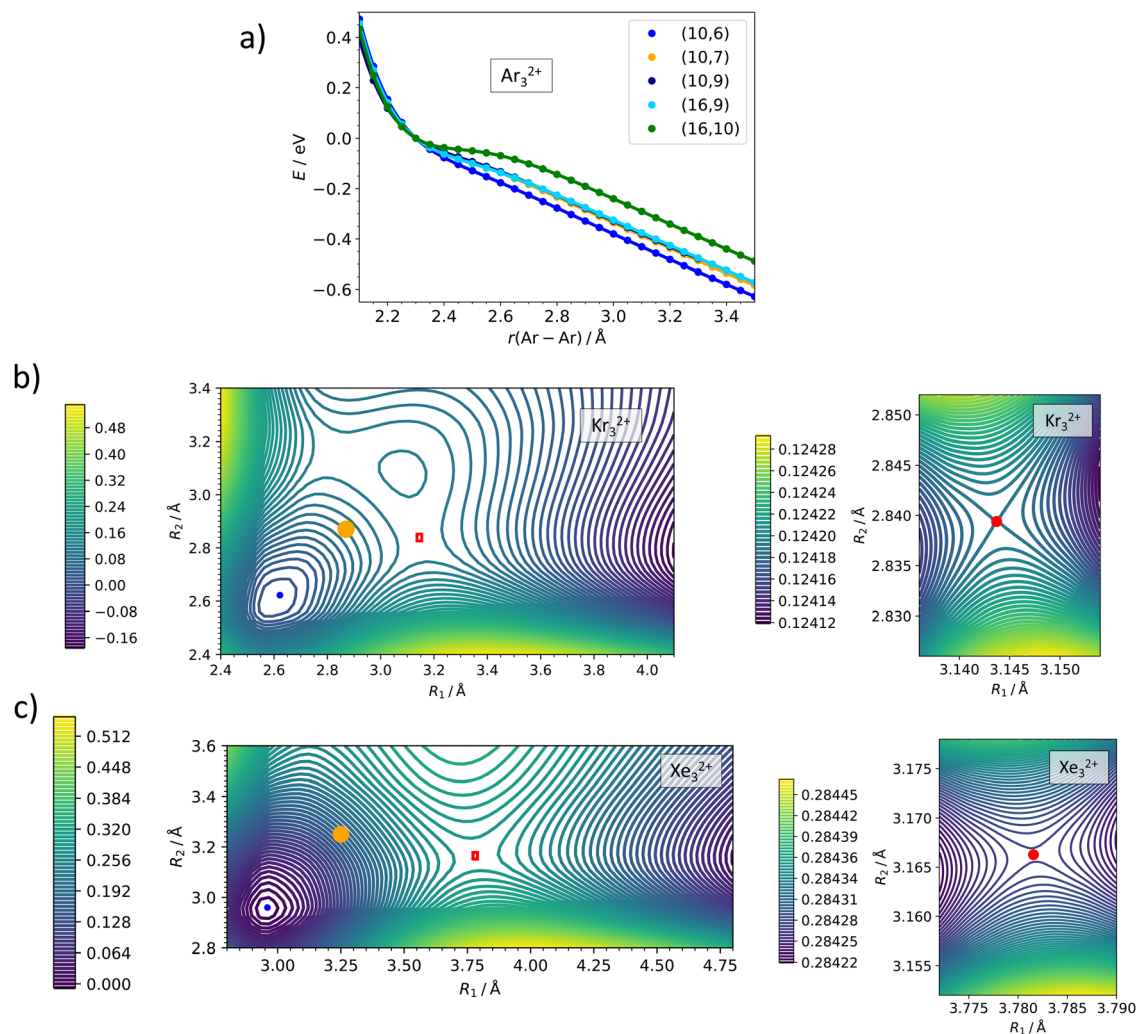 a)
0.4
0.2
0.0
−0.2
−0.4
−0.6
E / eV
Ar₃²⁺
(10,6)
(10,7)
(10,9)
(16,9)
(16,10)
2.2 2.4 2.6 2.8 3.0 3.2 3.4
r(Ar − Ar) / Å
b)
0.48
0.40
0.32
0.24
0.16
0.08
0.00
−0.08
−0.16
3.4
3.2
3.0
2.8
2.6
2.4
R₂ / Å
Kr₃²⁺
2.4 2.6 2.8 3.0 3.2 3.4 3.6 3.8 4.0
R₁ / Å
0.12428
0.12426
0.12424
0.12422
0.12420
0.12418
0.12416
0.12414
0.12412
2.850
2.845
2.840
2.835
2.830
R₂ / Å
Kr₃²⁺
3.140 3.145 3.150
R₁ / Å
c)
0.512
0.448
0.384
0.320
0.256
0.192
0.128
0.064
0.000
3.6
3.4
3.2
3.0
2.8
R₂ / Å
Xe₃²⁺
3.00 3.25 3.50 3.75 4.00 4.25 4.50 4.75
R₁ / Å
0.28445
0.28442
0.28439
0.28436
0.28434
0.28431
0.28428
0.28425
0.28422
3.175
3.170
3.165
3.160
3.155
R₂ / Å
Xe₃²⁺
3.775 3.780 3.785 3.790
R₁ / Å